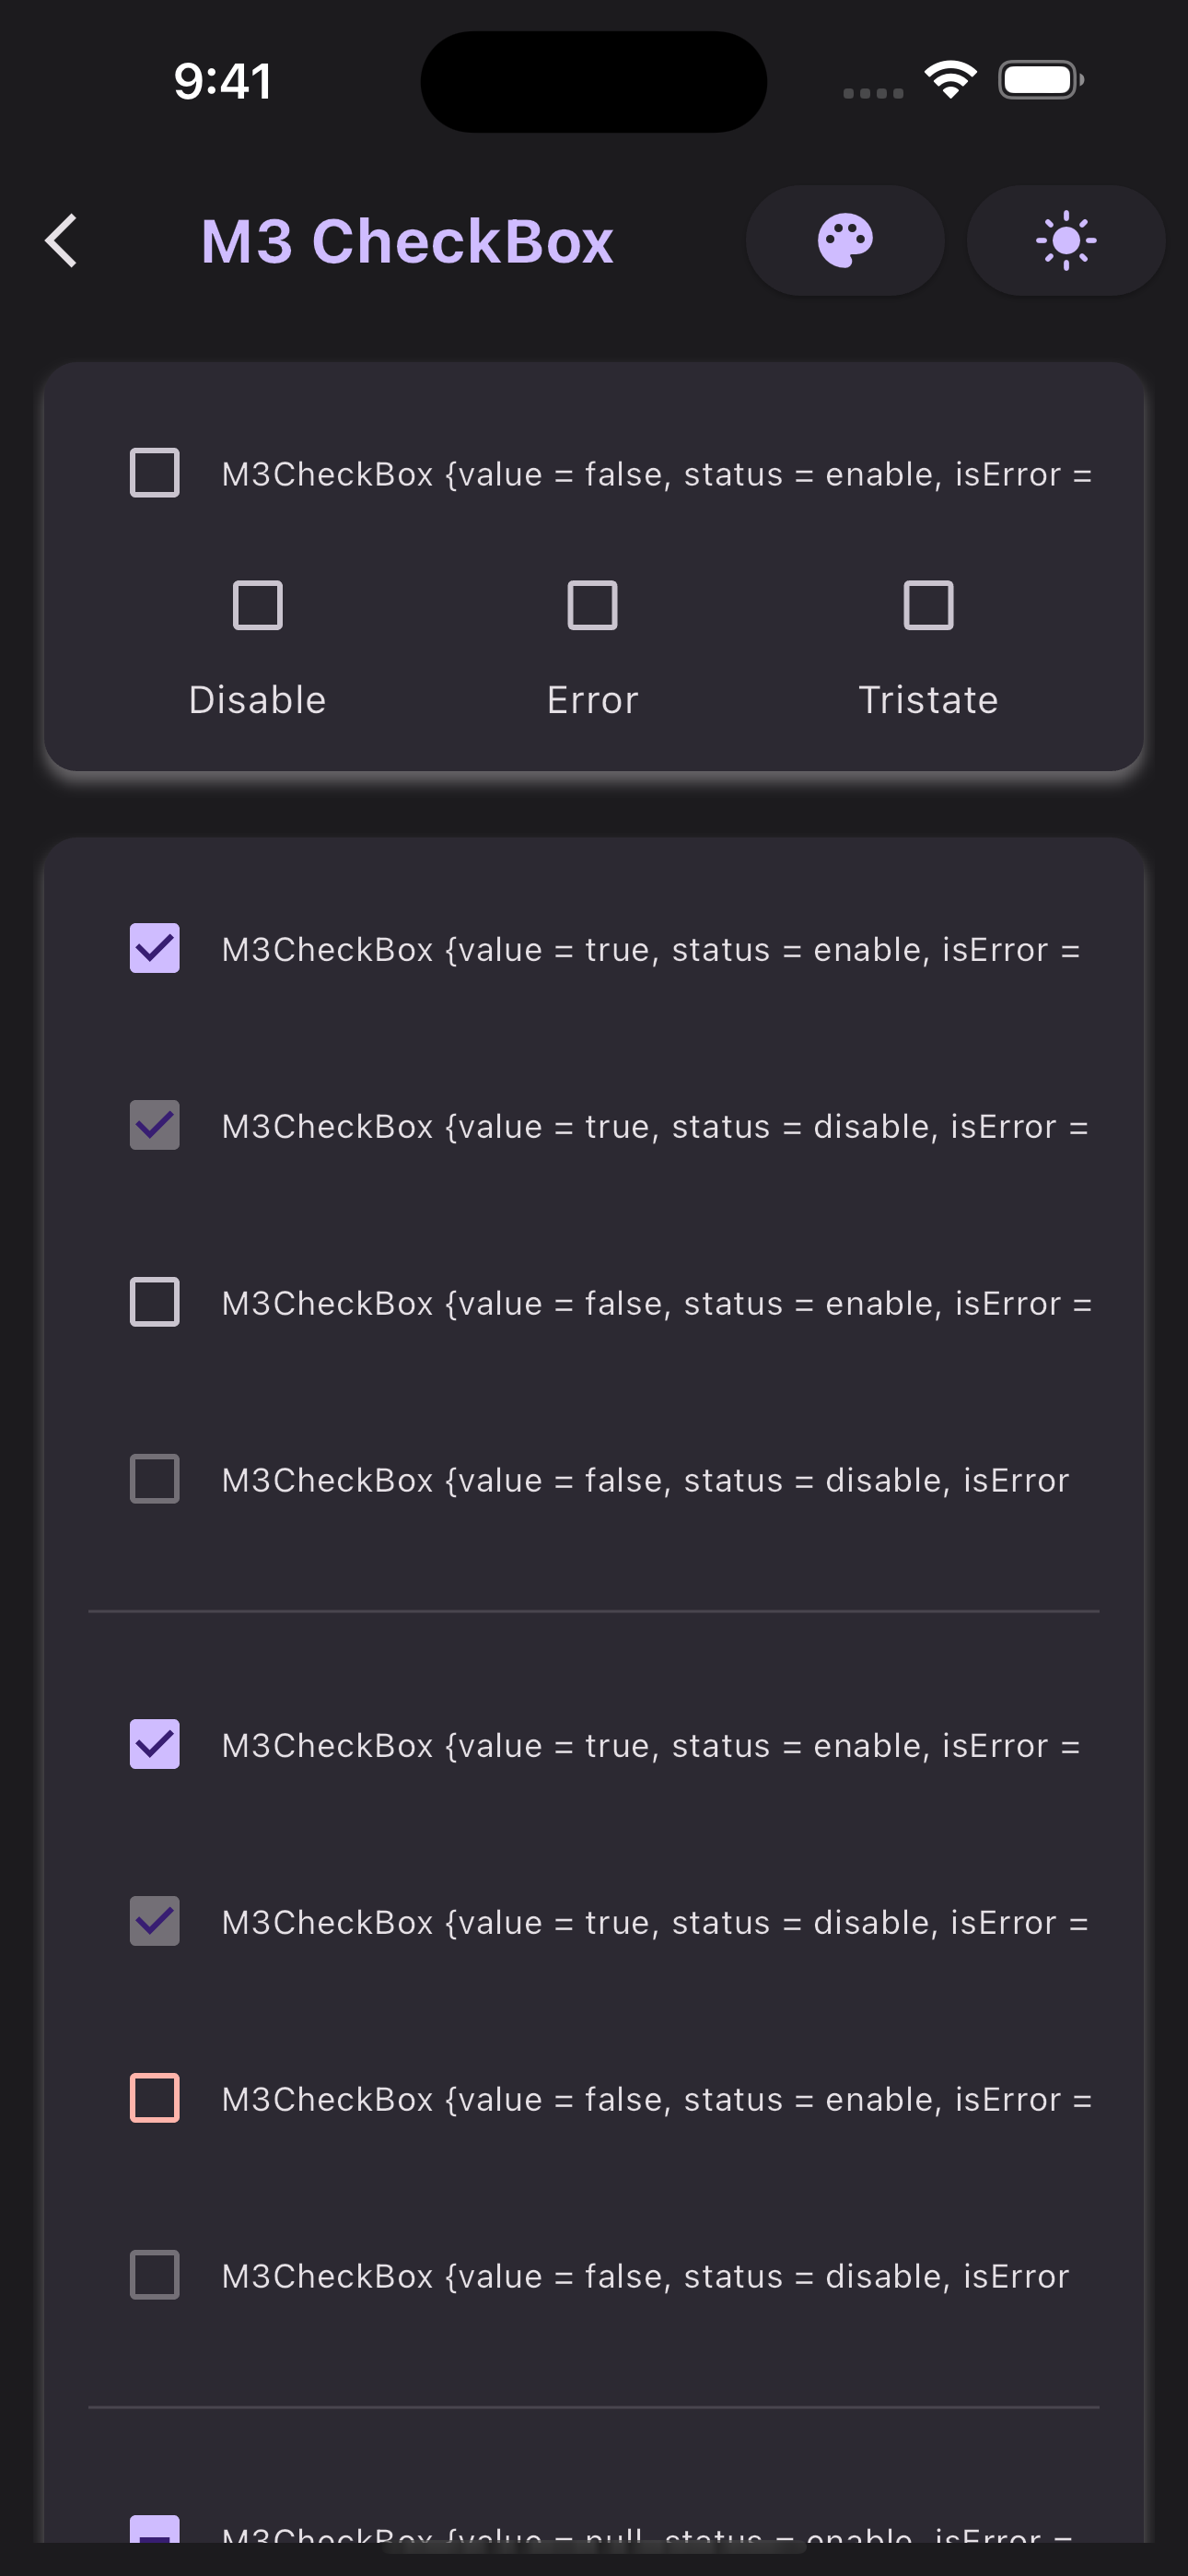 9:41
M3 CheckBox
M3CheckBox {value = false, status = enable, isError =
Disable
Error
Tristate
M3CheckBox {value = true, status = enable, isError =
M3CheckBox {value = true, status = disable, isError =
M3CheckBox {value = false, status = enable, isError =
M3CheckBox {value = false, status = disable, isError
M3CheckBox {value = true, status = enable, isError =
M3CheckBox {value = true, status = disable, isError =
M3CheckBox {value = false, status = enable, isError =
M3CheckBox {value = false, status = disable, isError
M3CheckBox {value = null, status = enable, isError =